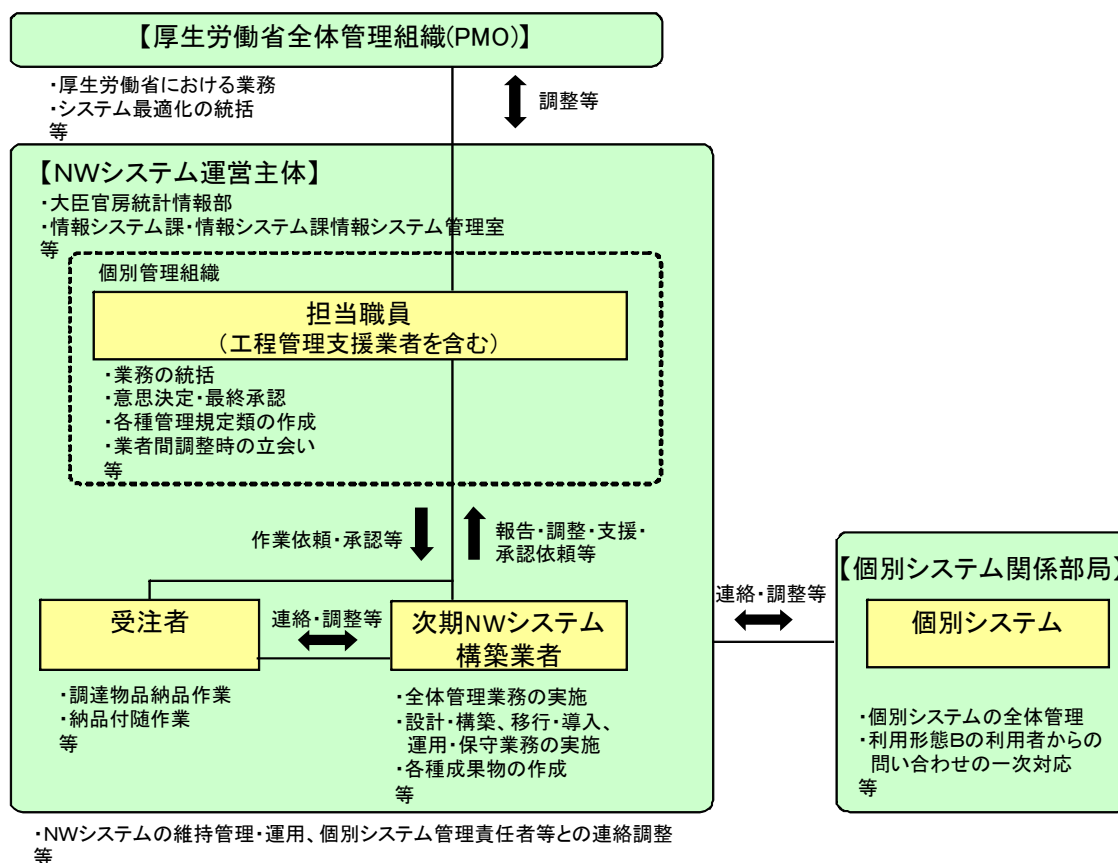 【厚生労働省全体管理組織(PMO)】
・厚生労働省における業務
・システム最適化の統括
等
調整等
【NWシステム運営主体】
・大臣官房統計情報部
・情報システム課・情報システム課情報システム管理室
等
個別管理組織
担当職員
（工程管理支援業者を含む）
・業務の統括
・意思決定・最終承認
・各種管理規定類の作成
・業者間調整時の立会い
等
作業依頼・承認等
報告・調整・支援・
承認依頼等
受注者
連絡・調整等
次期NWシステム
構築業者
・調達物品納品作業
・納品付随作業
等
・全体管理業務の実施
・設計・構築、移行・導入、
運用・保守業務の実施
・各種成果物の作成
等
連絡・調整等
【個別システム関係部局】
個別システム
・個別システムの全体管理
・利用形態Bの利用者からの
問い合わせの一次対応
等
・NWシステムの維持管理・運用、個別システム管理責任者等との連絡調整
等